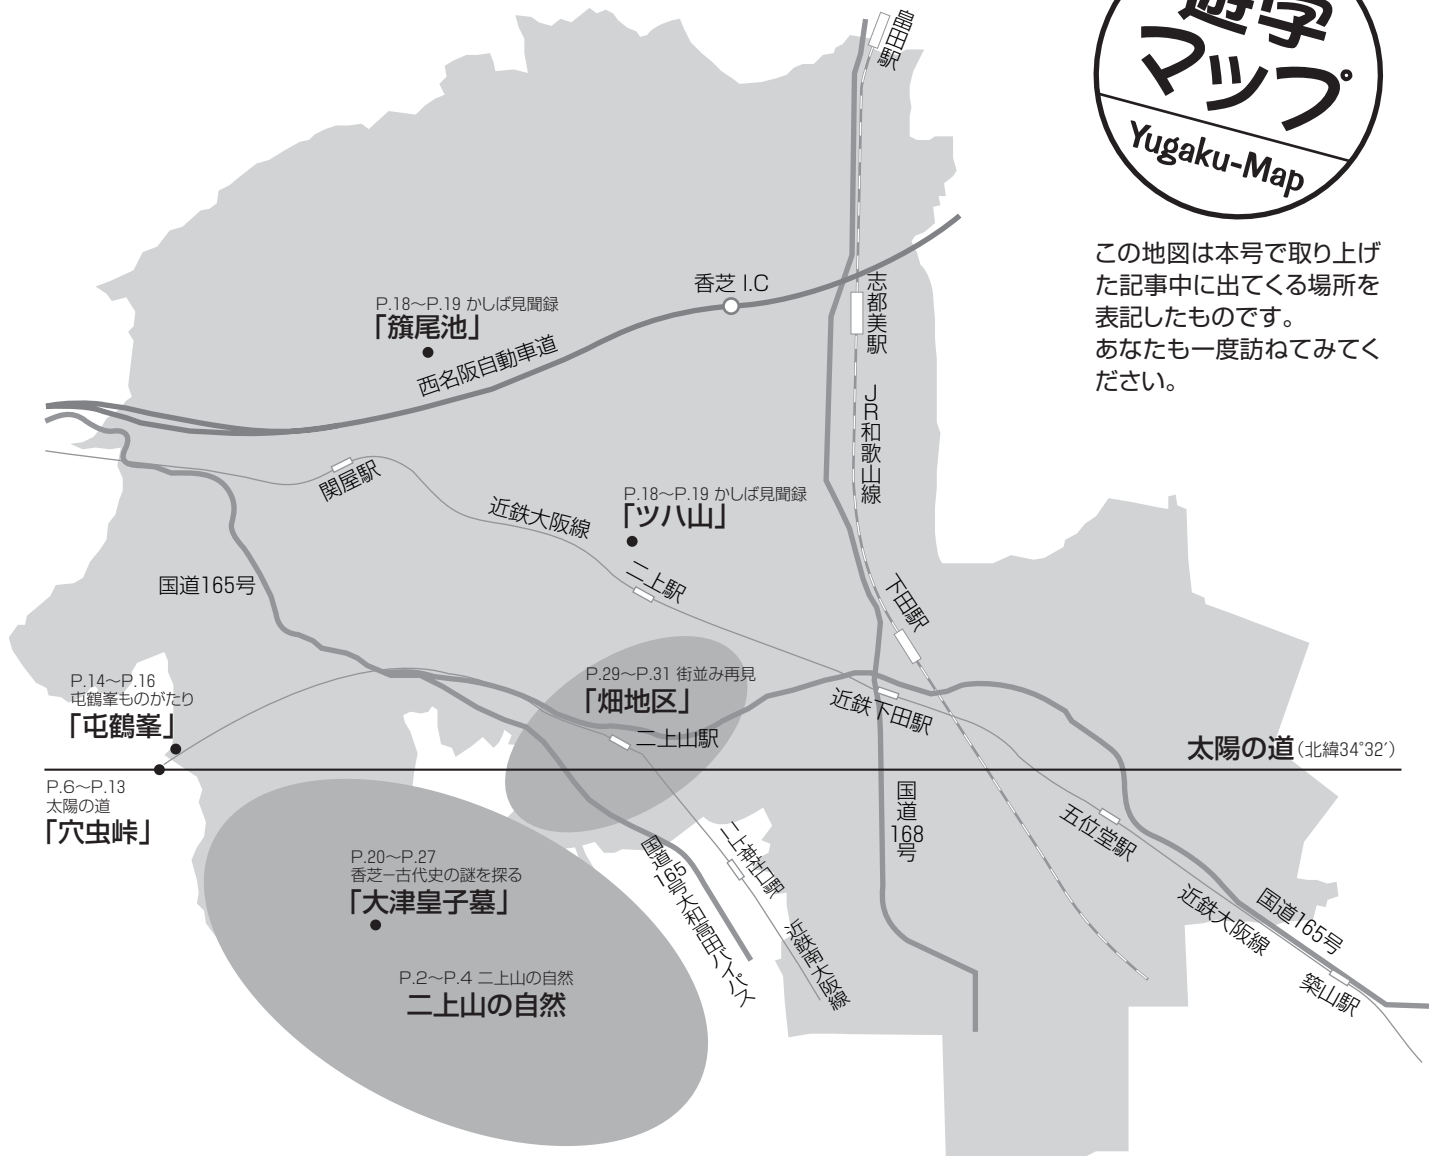 遊学
マップ
Yugaku-Map
この地図は本号で取り上げ
た記事中に出てくる場所を
表記したものです。
あなたも一度訪ねてみてく
ださい。
畠田駅
香芝 I.C
志都美駅
P.18〜P.19 かしば見聞録
「籏尾池」
西名阪自動車道
JR和歌山線
関屋駅
近鉄大阪線
P.18〜P.19 かしば見聞録
「ツハ山」
二上駅
国道165号
下田駅
P.14〜P.16
屯鶴峯ものがたり
「屯鶴峯」
P.29〜P.31 街並み再見
「畑地区」
二上山駅
近鉄下田駅
太陽の道(北緯34°32′)
P.6〜P.13
太陽の道
「穴虫峠」
国道168号
五位堂駅
P.20〜P.27
香芝−古代史の謎を探る
「大津皇子墓」
国道165号大和高田バイパス
二上神社口駅
近鉄南大阪線
近鉄大阪線
国道165号
築山駅
P.2〜P.4 二上山の自然
二上山の自然